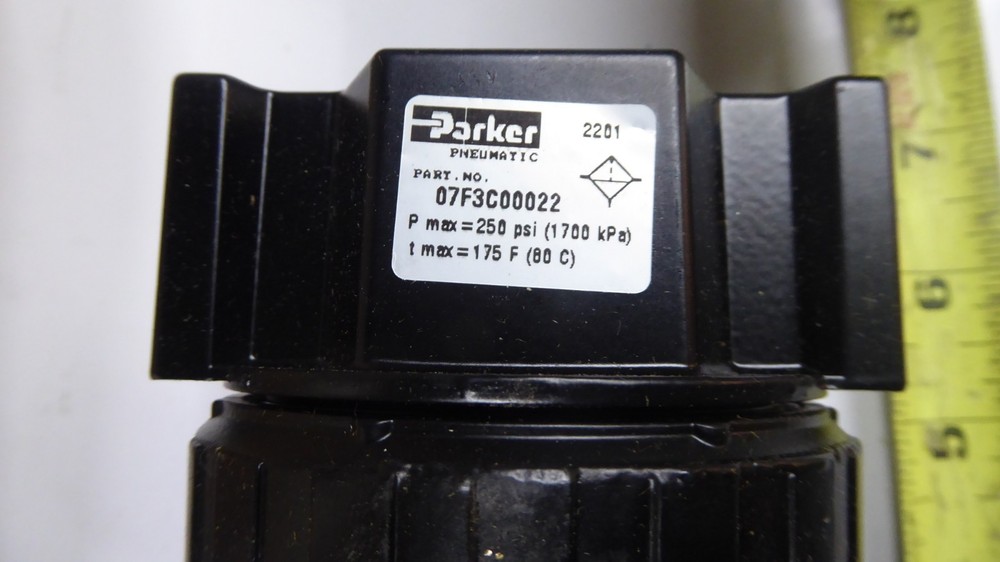 Parker
2201
PNEUMATIC
PART.NO.
07F3C00022
P max=250 psi (1700 kPa)
t max=175 F (80 C)
8
7
6
5